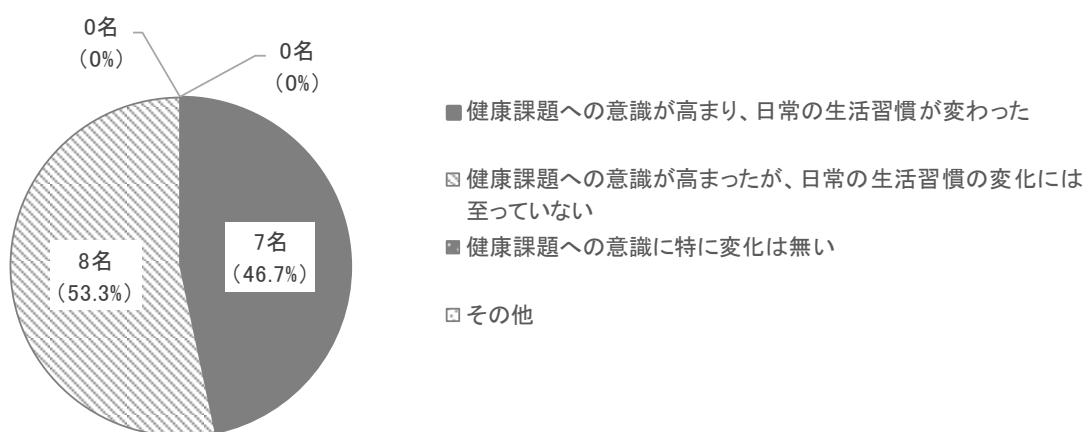 0名
（0%）
0名
（0%）
7名
（46.7%）
8名
（53.3%）
健康課題への意識が高まり、日常の生活習慣が変わった
健康課題への意識が高まったが、日常の生活習慣の変化には
至っていない
健康課題への意識に特に変化は無い
その他